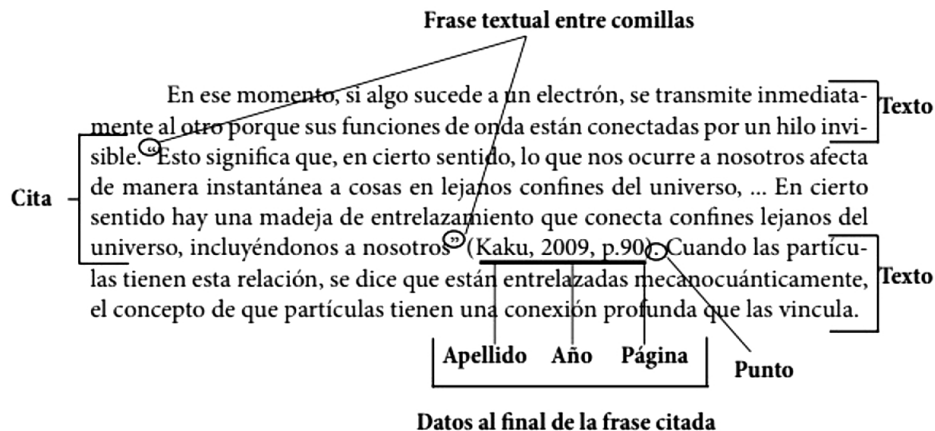 Frase textual entre comillas
En ese momento, si algo sucede a un electrón, se transmite inmediata-
mente al otro porque sus funciones de onda están conectadas por un hilo invi-
sible. “Esto significa que, en cierto sentido, lo que nos ocurre a nosotros afecta
de manera instantánea a cosas en lejanos confines del universo, ... En cierto
sentido hay una madeja de entrelazamiento que conecta confines lejanos del
universo, incluyéndonos a nosotros” (Kaku, 2009, p.90). Cuando las partícu-
las tienen esta relación, se dice que están entrelazadas mecanocuánticamente,
el concepto de que partículas tienen una conexión profunda que las vincula.
Texto
Cita
Texto
Apellido Año Página
Punto
Datos al final de la frase citada